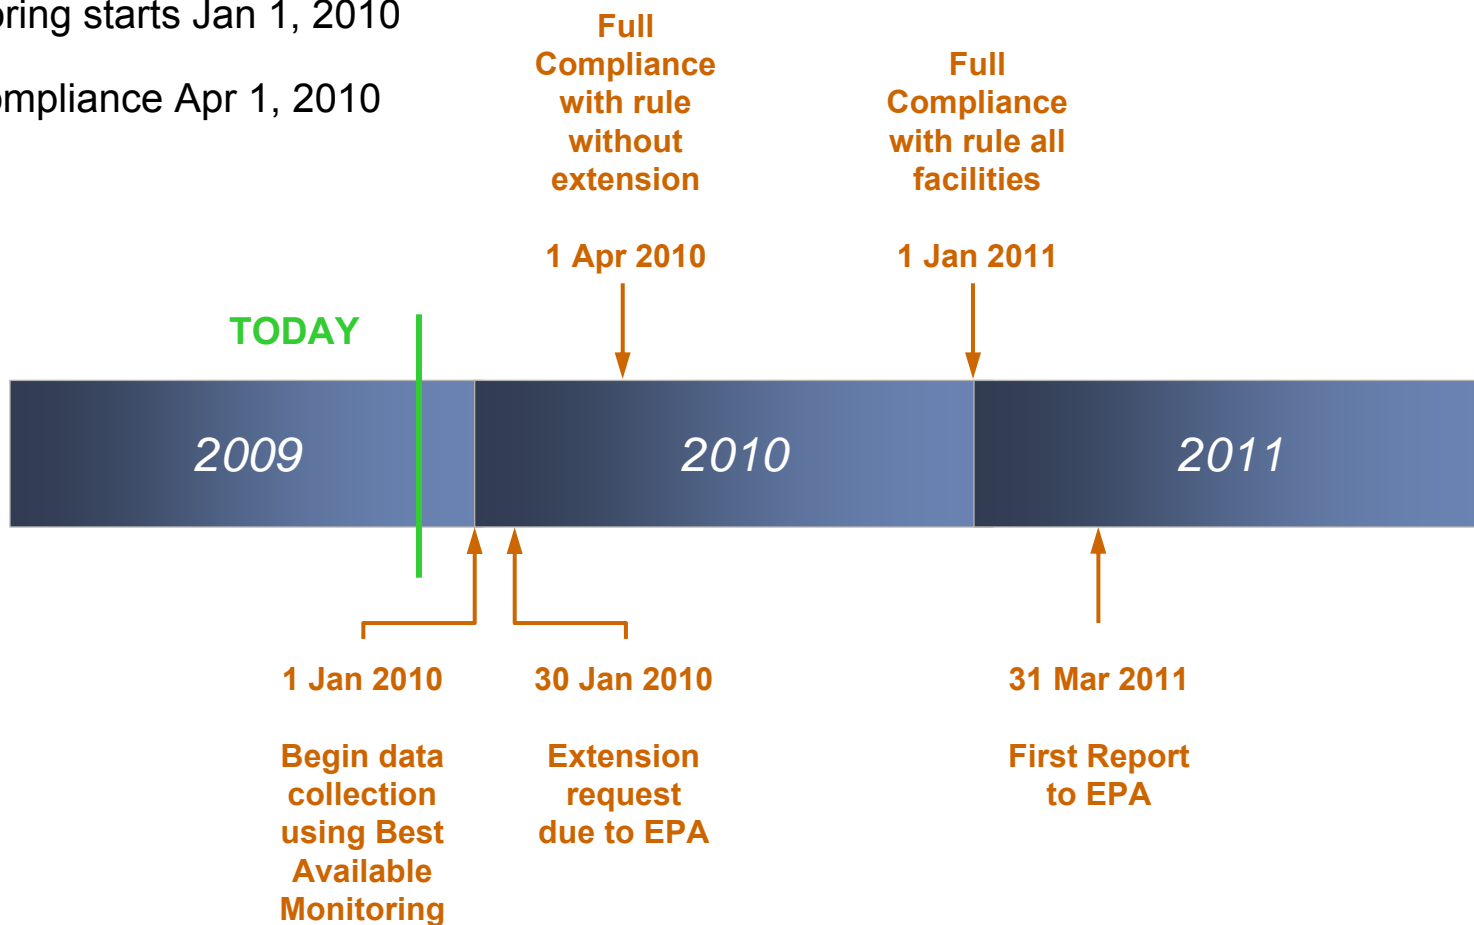 oring starts Jan 1, 2010
ompliance Apr 1, 2010
Full
Compliance
with rule
without
extension
1 Apr 2010
Full
Compliance
with rule all
facilities
1 Jan 2011
TODAY
2009
2010
2011
1 Jan 2010
Begin data
collection
using Best
Available
Monitoring
30 Jan 2010
Extension
request
due to EPA
31 Mar 2011
First Report
to EPA